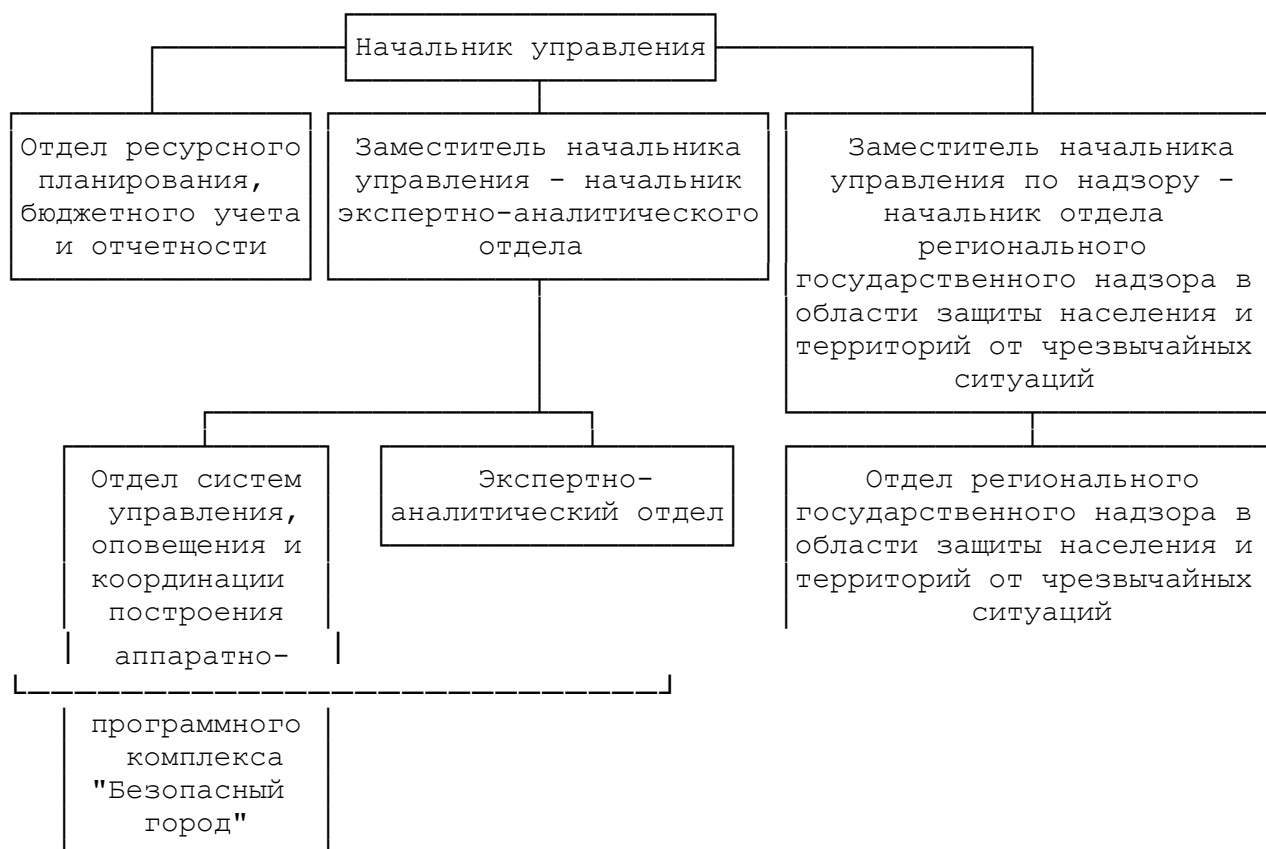 Начальник управления
Отдел ресурсного
планирования,
бюджетного учета
и отчетности
Заместитель начальника
управления - начальник
экспертно-аналитического
отдела
Заместитель начальника
управления по надзору -
начальник отдела
регионального
государственного надзора в
области защиты населения и
территорий от чрезвычайных
ситуаций
Отдел систем
управления,
оповещения и
координации
построения
аппаратно-
программного
комплекса
"Безопасный
город"
Экспертно-
аналитический отдел
Отдел регионального
государственного надзора в
области защиты населения и
территорий от чрезвычайных
ситуаций